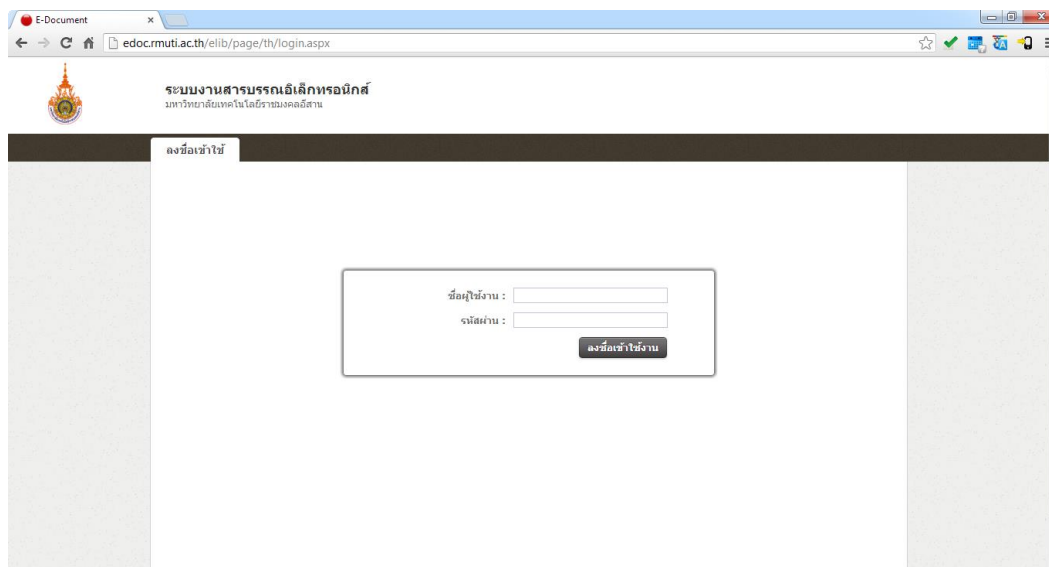 E-Document
edoc.rmuti.ac.th/elib/page/th/login.aspx
ระบบงานสารบรรณอิเล็กทรอนิกส์
มหาวิทยาลัยเทคโนโลยีราชมงคลอีสาน
ลงชื่อเข้าใช้
ชื่อผู้ใช้งาน :
รหัสผ่าน :
ลงชื่อเข้าใช้งาน